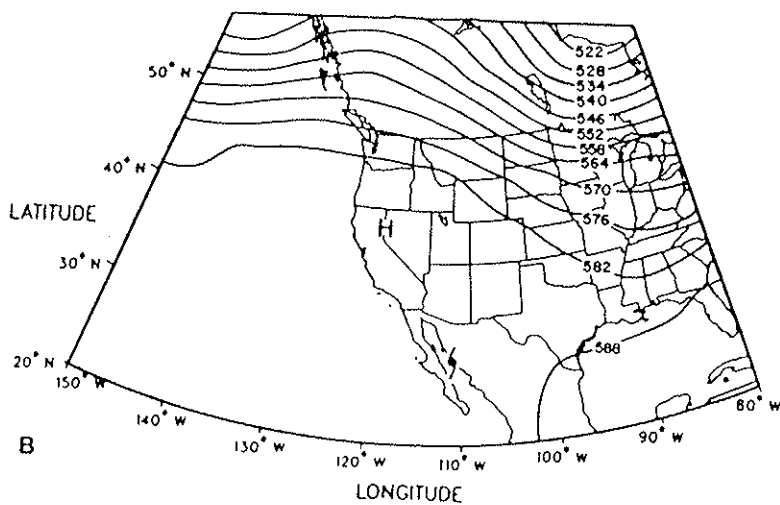 50° N
40° N
30° N
20° N
LATITUDE
150° W
140° W
130° W
120° W
110° W
100° W
90° W
80° W
LONGITUDE
B
H
522
528
534
540
546
552
558
564
570
576
582
588